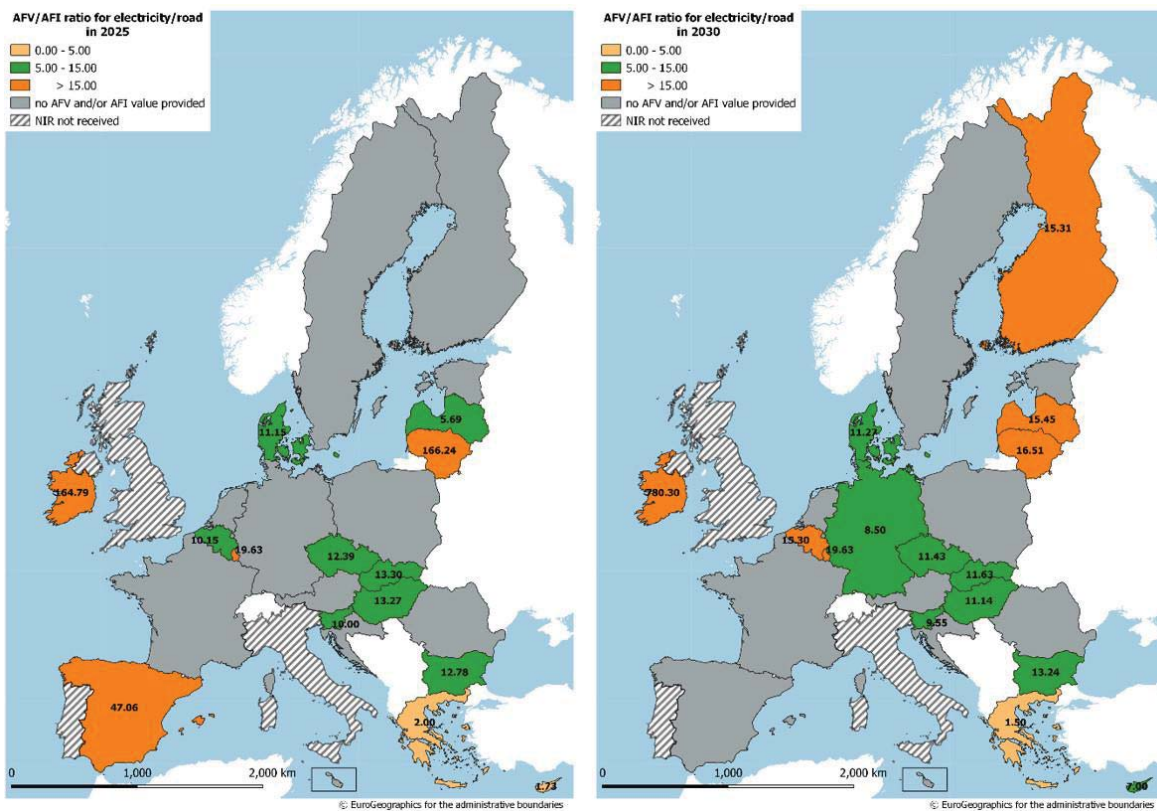 AFV/AFI ratio for electricity/road
in 2025
0.00 - 5.00
5.00 - 15.00
> 15.00
no AFV and/or AFI value provided
NIR not received
11.15
5.69
166.24
164.79
10.15
19.63
12.39
13.30
13.27
10.00
12.78
47.06
2.00
0
1,000
2,000 km
© EuroGeographics for the administrative boundaries
AFV/AFI ratio for electricity/road
in 2030
0.00 - 5.00
5.00 - 15.00
> 15.00
no AFV and/or AFI value provided
NIR not received
15.31
11.27
15.45
16.51
15.30
19.63
8.50
11.43
11.63
11.14
9.55
13.24
1.50
7.00
0
1,000
2,000 km
© EuroGeographics for the administrative boundaries